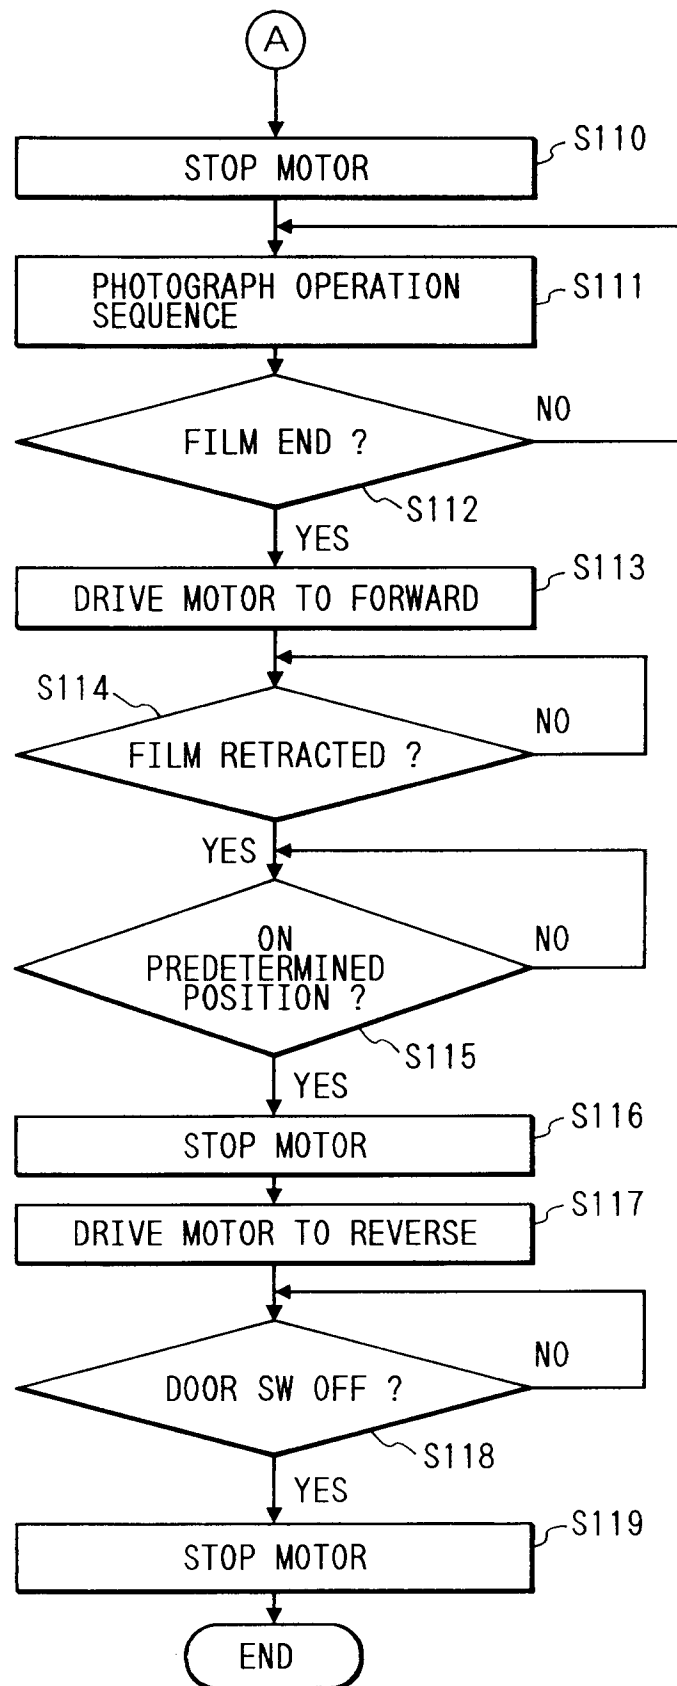 A
STOP MOTOR
S110
PHOTOGRAPH OPERATION
SEQUENCE
S111
FILM END ?
NO
S112
YES
DRIVE MOTOR TO FORWARD
S113
S114
FILM RETRACTED ?
NO
YES
ON
PREDETERMINED
POSITION ?
NO
S115
YES
STOP MOTOR
S116
DRIVE MOTOR TO REVERSE
S117
DOOR SW OFF ?
NO
S118
YES
STOP MOTOR
S119
END